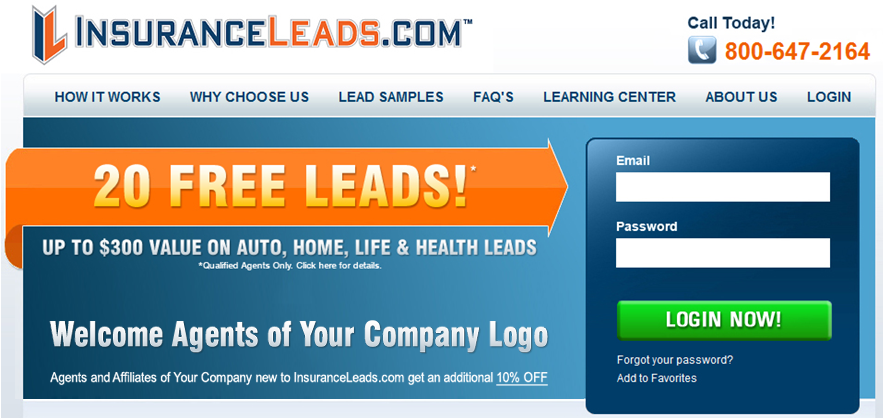 INSURANCELEADS.COM™
Call Today!
800-647-2164
HOW IT WORKS WHY CHOOSE US LEAD SAMPLES FAQ'S LEARNING CENTER ABOUT US LOGIN
20 FREE LEADS!*
UP TO $300 VALUE ON AUTO, HOME, LIFE & HEALTH LEADS
*Qualified Agents Only. Click here for details.
Welcome Agents of Your Company Logo
Agents and Affiliates of Your Company new to InsuranceLeads.com get an additional 10% OFF
Email
Password
LOGIN NOW!
Forgot your password?
Add to Favorites